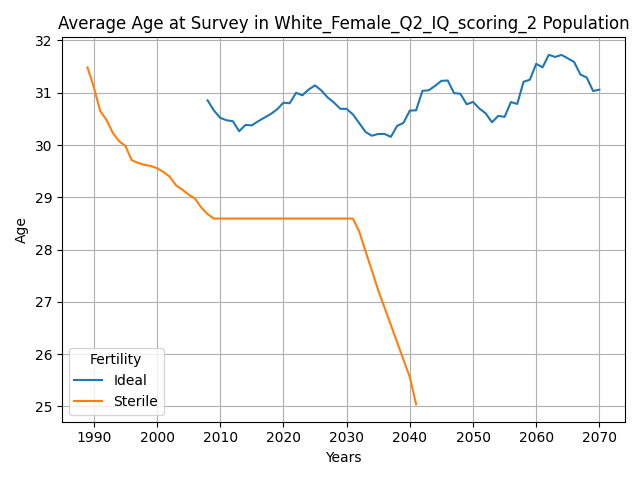 Average Age at Survey in White_Female_Q2_IQ_scoring_2 Population
32
31
30
29
28
27
26
25
Age
Fertility
Ideal
Sterile
1990 2000 2010 2020 2030 2040 2050 2060 2070
Years